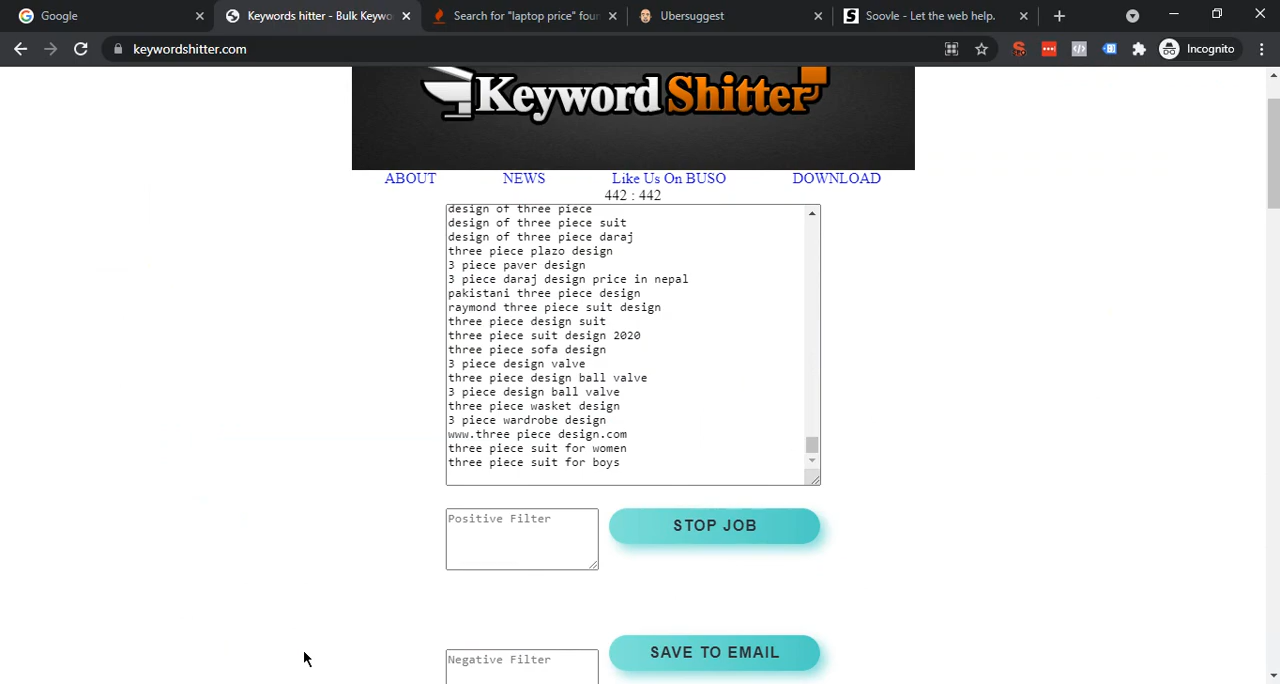 Google
Keywords hitter - Bulk Keywo
Search for "laptop price" four
Ubersuggest
Soovle - Let the web help.
keywordshitter.com
Incognito
Keyword Shitter
ABOUT NEWS Like Us On BUSO DOWNLOAD
442 : 442
design of three piece
design of three piece suit
design of three piece daraj
three piece plazo design
3 piece paver design
3 piece daraj design price in nepal
pakistani three piece design
raymond three piece suit design
three piece design suit
three piece suit design 2020
three piece sofa design
3 piece design valve
three piece design ball valve
3 piece design ball valve
three piece wasket design
3 piece wardrobe design
www.three piece design.com
three piece suit for women
three piece suit for boys
Positive Filter
STOP JOB
SAVE TO EMAIL
Negative Filter